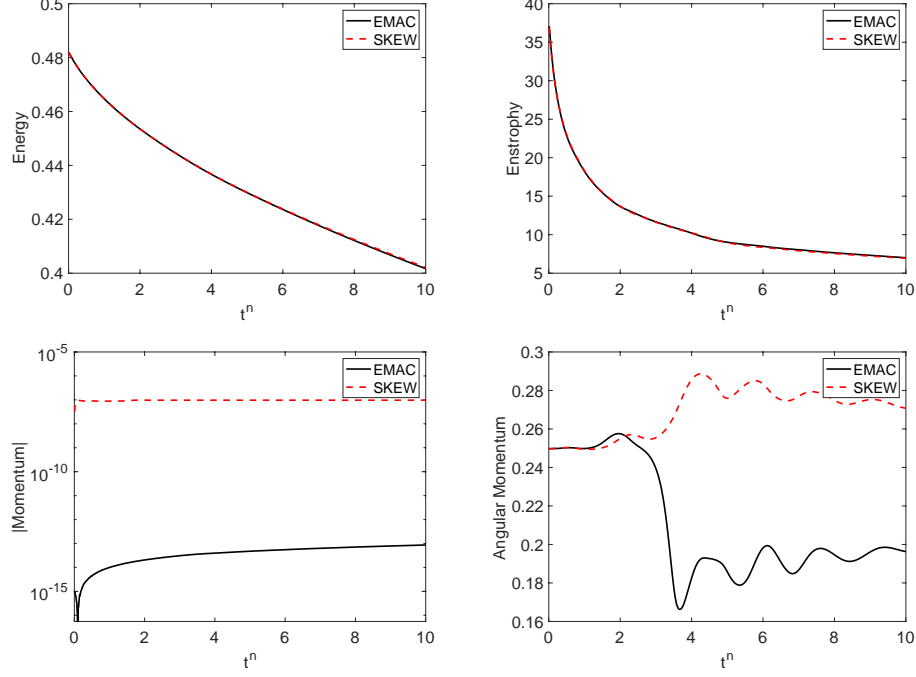 0.5
0.48
0.46
0.44
0.42
0.4
Energy
0 2 4 6 8 10
t^n
EMAC
SKEW
40
35
30
25
20
15
10
5
Enstrophy
0 2 4 6 8 10
t^n
EMAC
SKEW
10^-5
10^-10
10^-15
|Momentum|
0 2 4 6 8 10
t^n
EMAC
SKEW
0.3
0.28
0.26
0.24
0.22
0.2
0.18
0.16
Angular Momentum
0 2 4 6 8 10
t^n
EMAC
SKEW